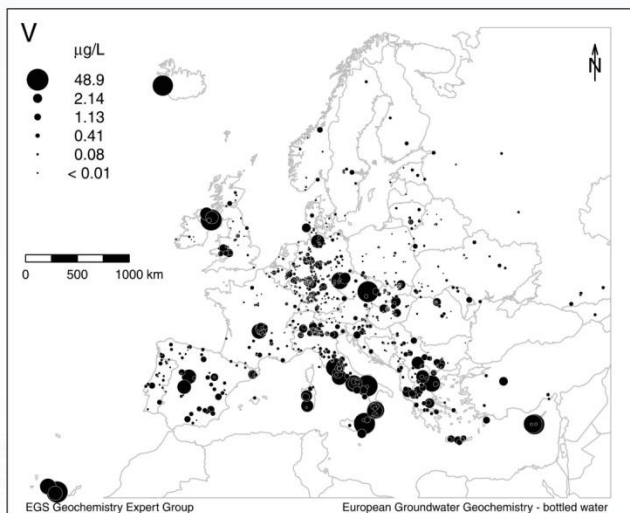 V
µg/L
48.9
2.14
1.13
0.41
0.08
< 0.01
N
0 500 1000 km
EGS Geochemistry Expert Group
European Groundwater Geochemistry - bottled water